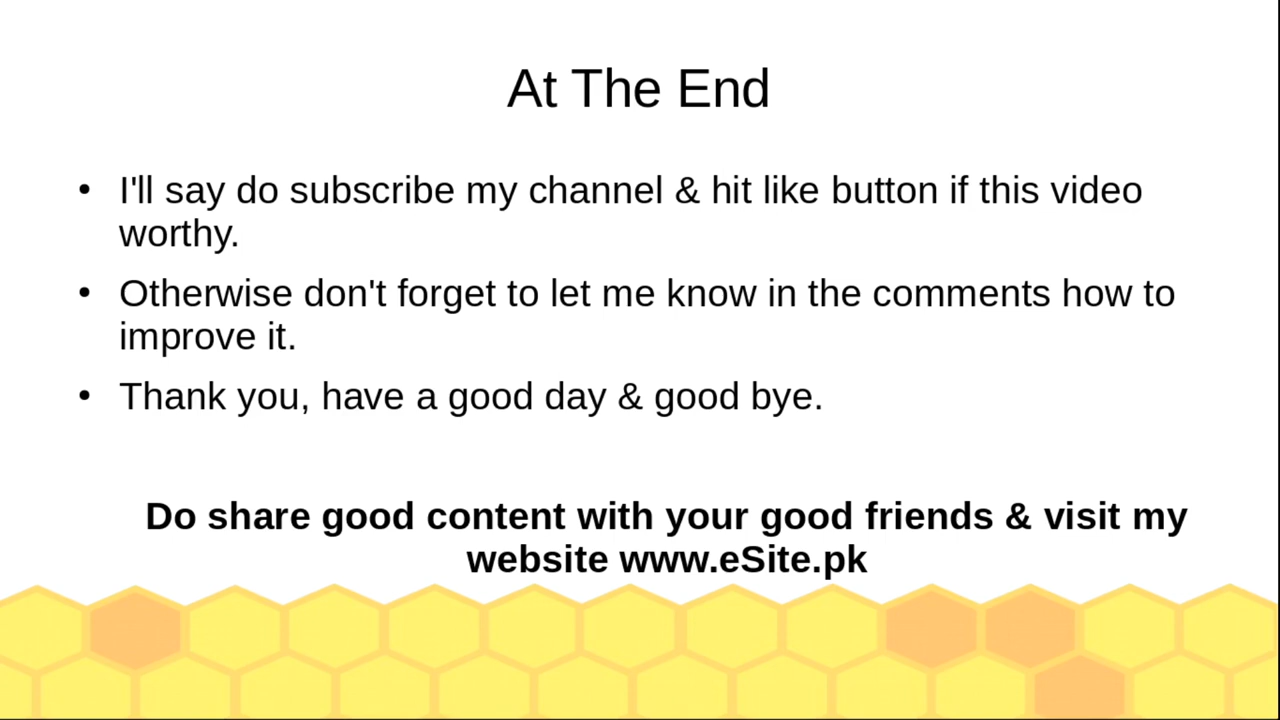 At The End
• I'll say do subscribe my channel & hit like button if this video
worthy.
• Otherwise don't forget to let me know in the comments how to
improve it.
• Thank you, have a good day & good bye.
Do share good content with your good friends & visit my
website www.eSite.pk